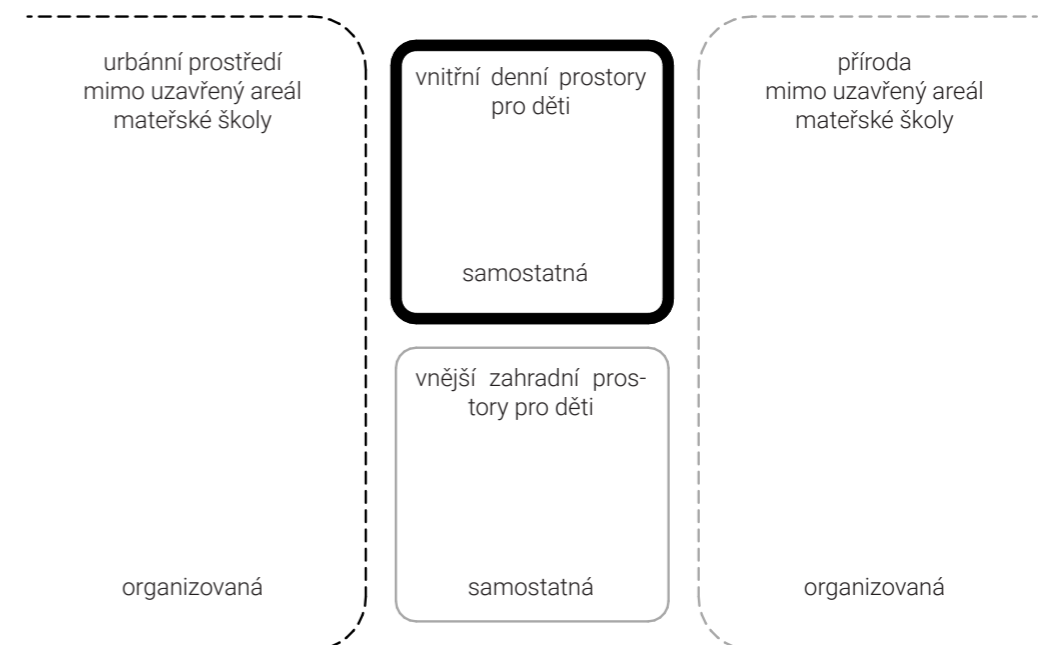 urbánní prostředí
mimo uzavřený areál
mateřské školy
organizovaná
vnitřní denní prostory
pro děti
samostatná
vnější zahradní pros-
tory pro děti
samostatná
příroda
mimo uzavřený areál
mateřské školy
organizovaná